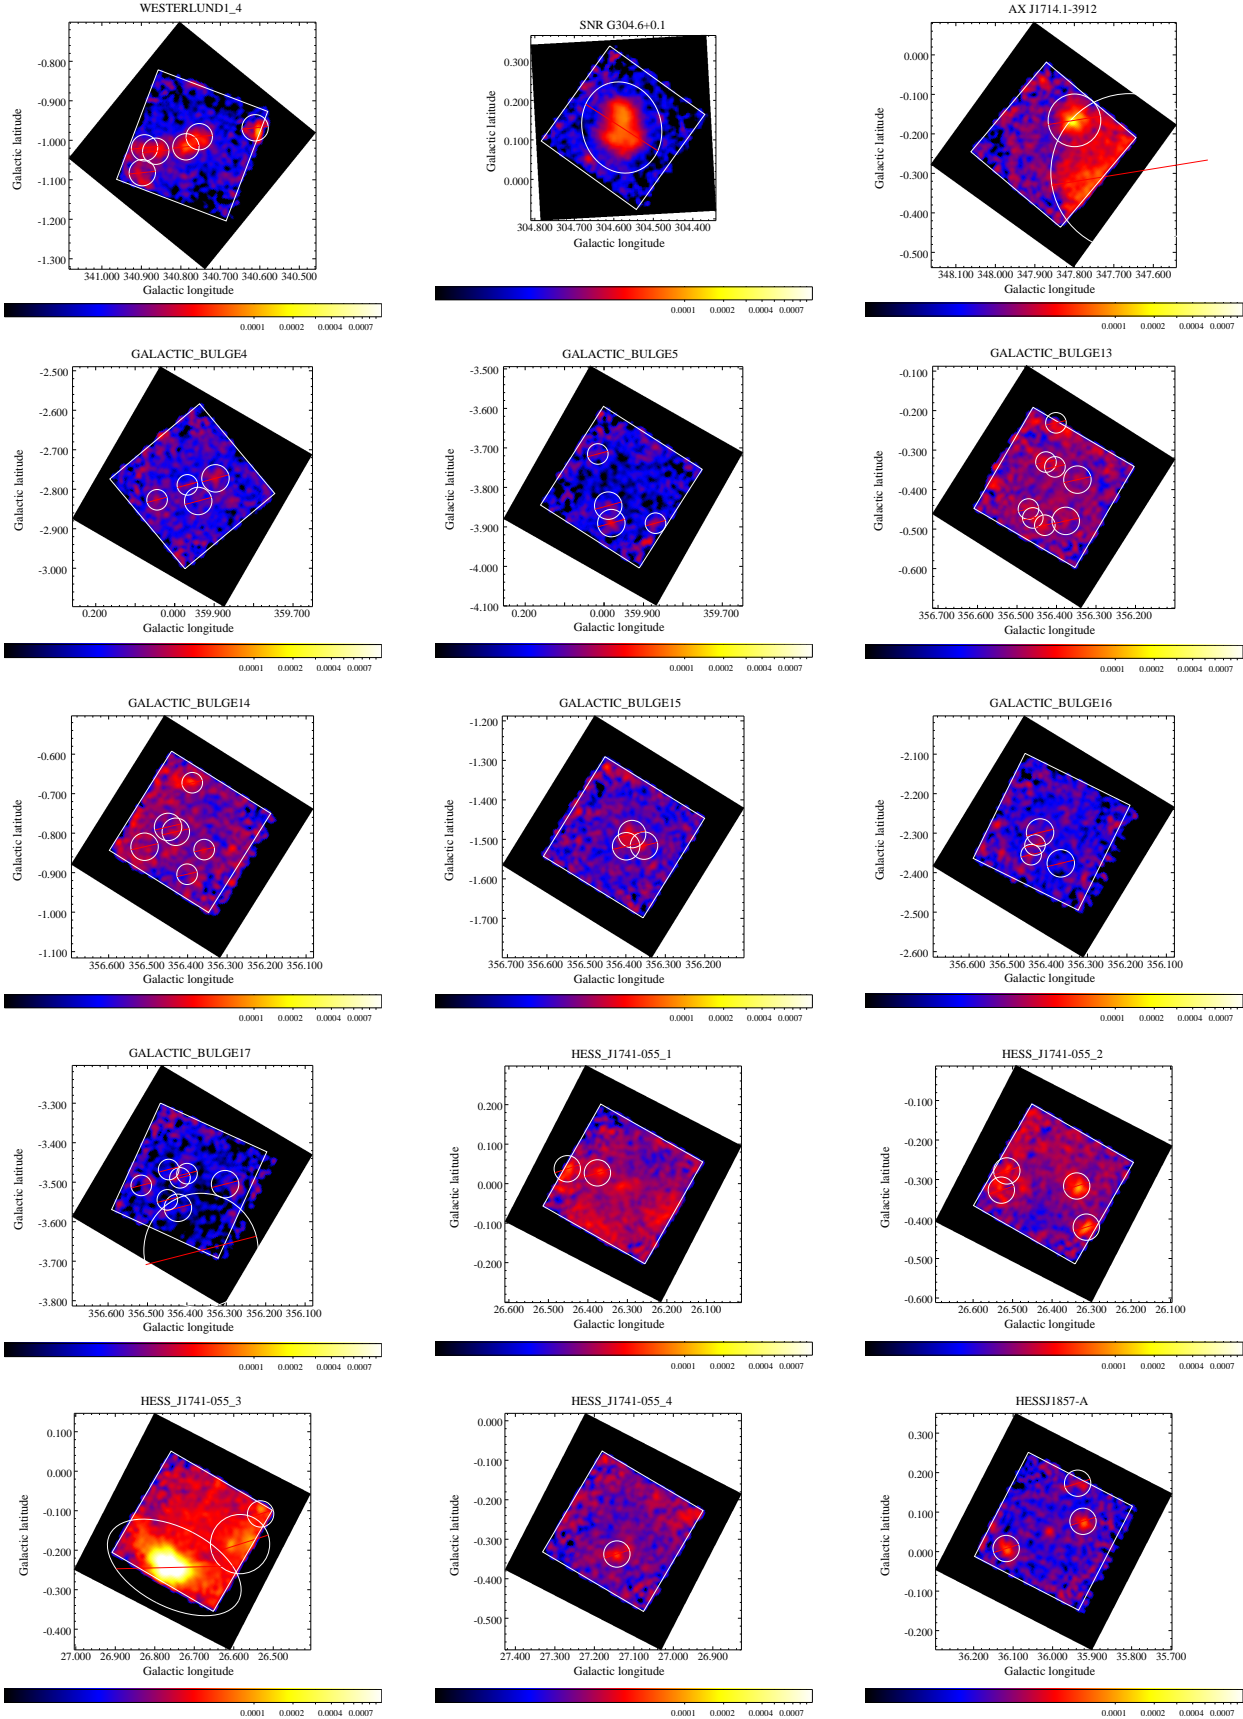 WESTERLUND1_4
-0.800
-0.900
-1.000
-1.100
-1.200
-1.300
Galactic latitude
341.000 340.900 340.800 340.700 340.600 340.500
Galactic longitude
0.0001 0.0002 0.0004 0.0007
SNR G304.6+0.1
0.300
0.200
0.100
0.000
Galactic latitude
304.800 304.700 304.600 304.500 304.400
Galactic longitude
0.0001 0.0002 0.0004 0.0007
AX J1714.1-3912
0.000
-0.100
-0.200
-0.300
-0.400
-0.500
Galactic latitude
348.100 348.000 347.900 347.800 347.700 347.600
Galactic longitude
0.0001 0.0002 0.0004 0.0007
GALACTIC_BULGE4
-2.500
-2.600
-2.700
-2.800
-2.900
-3.000
Galactic latitude
0.200 0.000 359.900 359.700
Galactic longitude
0.0001 0.0002 0.0004 0.0007
GALACTIC_BULGE5
-3.500
-3.600
-3.700
-3.800
-3.900
-4.000
-4.100
Galactic latitude
0.200 0.000 359.900 359.700
Galactic longitude
0.0001 0.0002 0.0004 0.0007
GALACTIC_BULGE13
-0.100
-0.200
-0.300
-0.400
-0.500
-0.600
Galactic latitude
356.700 356.600 356.500 356.400 356.300 356.200
Galactic longitude
0.0001 0.0002 0.0004 0.0007
GALACTIC_BULGE14
-0.600
-0.700
-0.800
-0.900
-1.000
-1.100
Galactic latitude
356.600 356.500 356.400 356.300 356.200 356.100
Galactic longitude
0.0001 0.0002 0.0004 0.0007
GALACTIC_BULGE15
-1.200
-1.300
-1.400
-1.500
-1.600
-1.700
Galactic latitude
356.700 356.600 356.500 356.400 356.300 356.200
Galactic longitude
0.0001 0.0002 0.0004 0.0007
GALACTIC_BULGE16
-2.100
-2.200
-2.300
-2.400
-2.500
-2.600
Galactic latitude
356.600 356.500 356.400 356.300 356.200 356.100
Galactic longitude
0.0001 0.0002 0.0004 0.0007
GALACTIC_BULGE17
-3.300
-3.400
-3.500
-3.600
-3.700
-3.800
Galactic latitude
356.600 356.500 356.400 356.300 356.200 356.100
Galactic longitude
0.0001 0.0002 0.0004 0.0007
HESS_J1741-055_1
0.200
0.100
0.000
-0.100
-0.200
Galactic latitude
26.600 26.500 26.400 26.300 26.200 26.100
Galactic longitude
0.0001 0.0002 0.0004 0.0007
HESS_J1741-055_2
-0.100
-0.200
-0.300
-0.400
-0.500
-0.600
Galactic latitude
26.600 26.500 26.400 26.300 26.200 26.100
Galactic longitude
0.0001 0.0002 0.0004 0.0007
HESS_J1741-055_3
0.100
0.000
-0.100
-0.200
-0.300
-0.400
Galactic latitude
27.000 26.900 26.800 26.700 26.600 26.500
Galactic longitude
0.0001 0.0002 0.0004 0.0007
HESS_J1741-055_4
0.000
-0.100
-0.200
-0.300
-0.400
-0.500
Galactic latitude
27.400 27.300 27.200 27.100 27.000 26.900
Galactic longitude
0.0001 0.0002 0.0004 0.0007
HESSJ1857-A
0.300
0.200
0.100
0.000
-0.100
-0.200
Galactic latitude
36.200 36.100 36.000 35.900 35.800 35.700
Galactic longitude
0.0001 0.0002 0.0004 0.0007